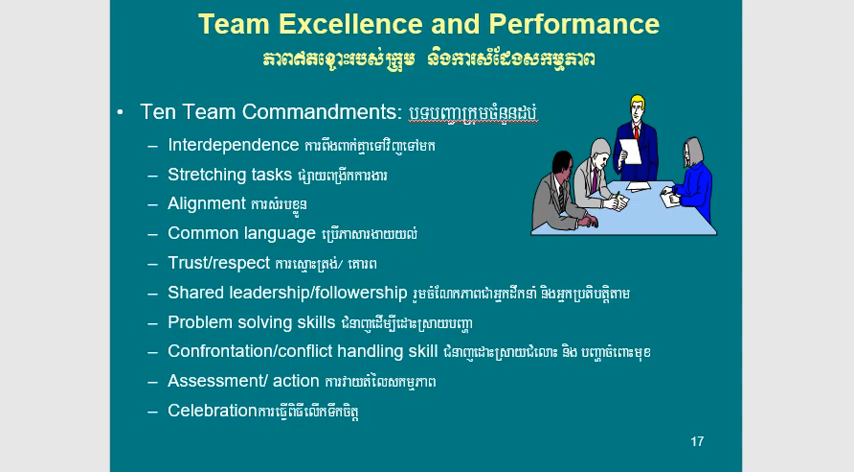 Team Excellence and Performance
ភាពឥតខ្ចោះរបស់ក្រុម និងការសំដែងសកម្មភាព
• Ten Team Commandments: បទបញ្ជាក្រុមចំនួនដប់
– Interdependence ការពឹងពាក់គ្នាទៅវិញទៅមក
– Stretching tasks ផ្សាយពង្រីកការងារ
– Alignment ការសំរបខ្លួន
– Common language ប្រើភាសារងាយយល់
– Trust/respect ការស្មោះត្រង់/ គោរព
– Shared leadership/followership រួមចំណែកភាពជាអ្នកដឹកនាំ និងអ្នកប្រតិបត្តិតាម
– Problem solving skills ជំនាញដើម្បីដោះស្រាយបញ្ហា
– Confrontation/conflict handling skill ជំនាញដោះស្រាយជំលោះ និង បញ្ហាចំពោះមុខ
– Assessment/ action ការវាយតំលៃសកម្មភាព
– Celebrationការធ្វើពិធីលើកទឹកចិត្ត
17